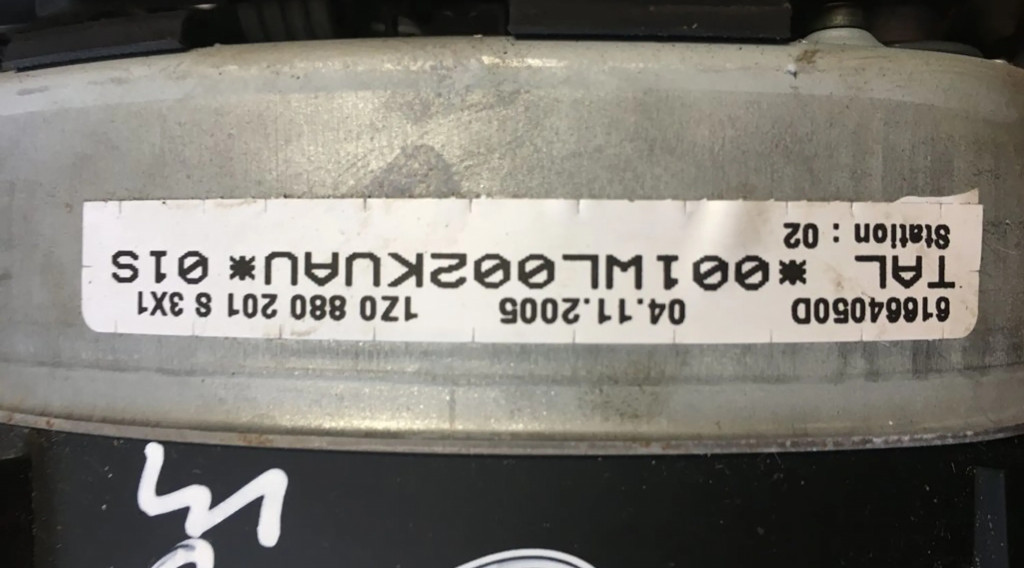 61664050D 04.11.2005 1Z0 880 201 S 3X1
TAL *001WL002KUAU* 01S
Station : 02